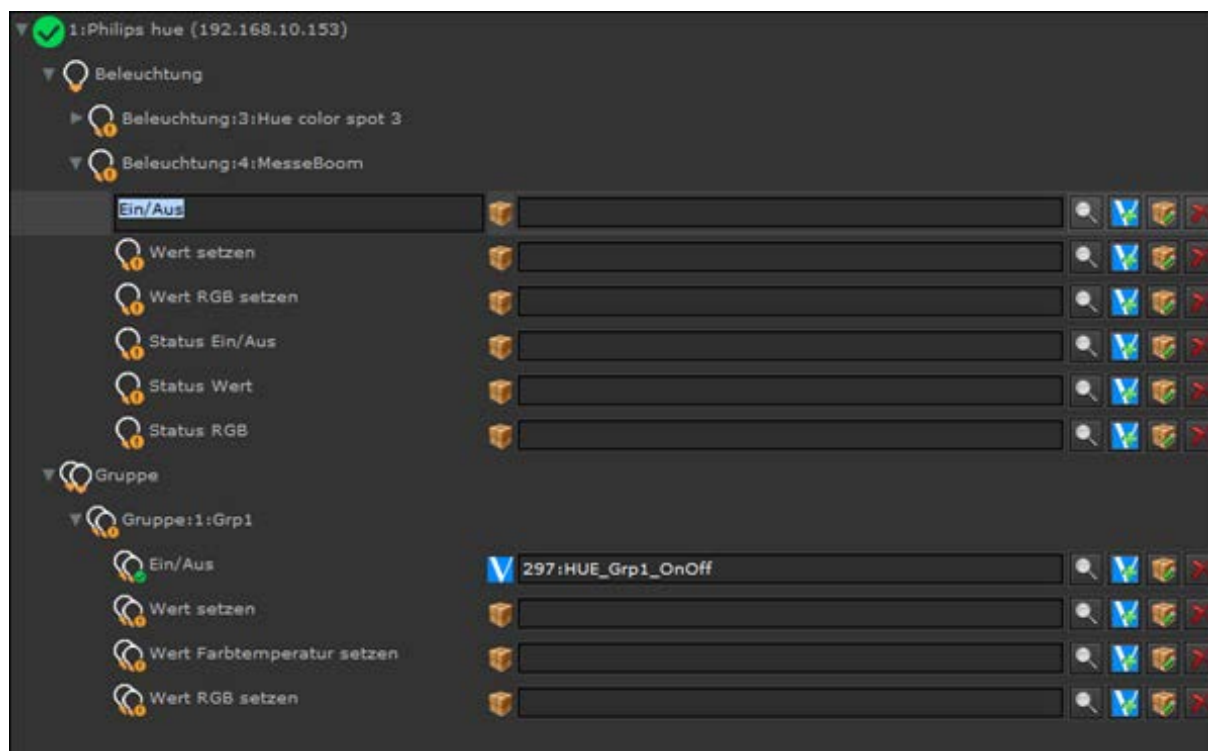 1:Philips hue (192.168.10.153)
Beleuchtung
Beleuchtung:3:Hue color spot 3
Beleuchtung:4:MesseBoom
Ein/Aus
Wert setzen
Wert RGB setzen
Status Ein/Aus
Status Wert
Status RGB
Gruppe
Gruppe:1:Grp1
Ein/Aus 297:HUE_Grp1_OnOff
Wert setzen
Wert Farbtemperatur setzen
Wert RGB setzen